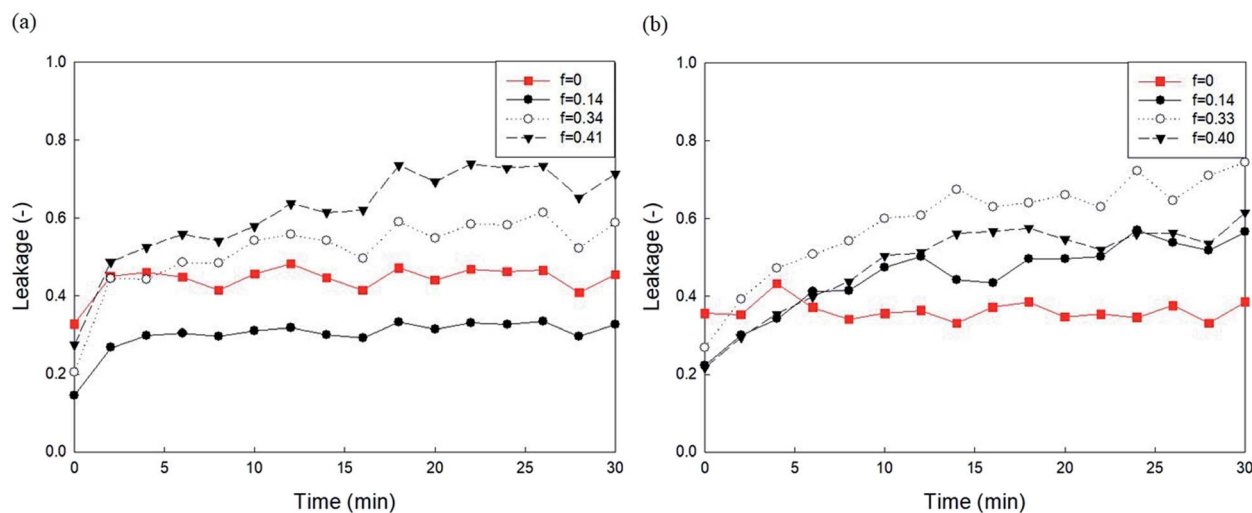 (a)
1.0
0.8
0.6
0.4
0.2
0.0
Leakage (-)
0 5 10 15 20 25 30
Time (min)
f=0
f=0.14
f=0.34
f=0.41
(b)
1.0
0.8
0.6
0.4
0.2
0.0
Leakage (-)
0 5 10 15 20 25 30
Time (min)
f=0
f=0.14
f=0.33
f=0.40